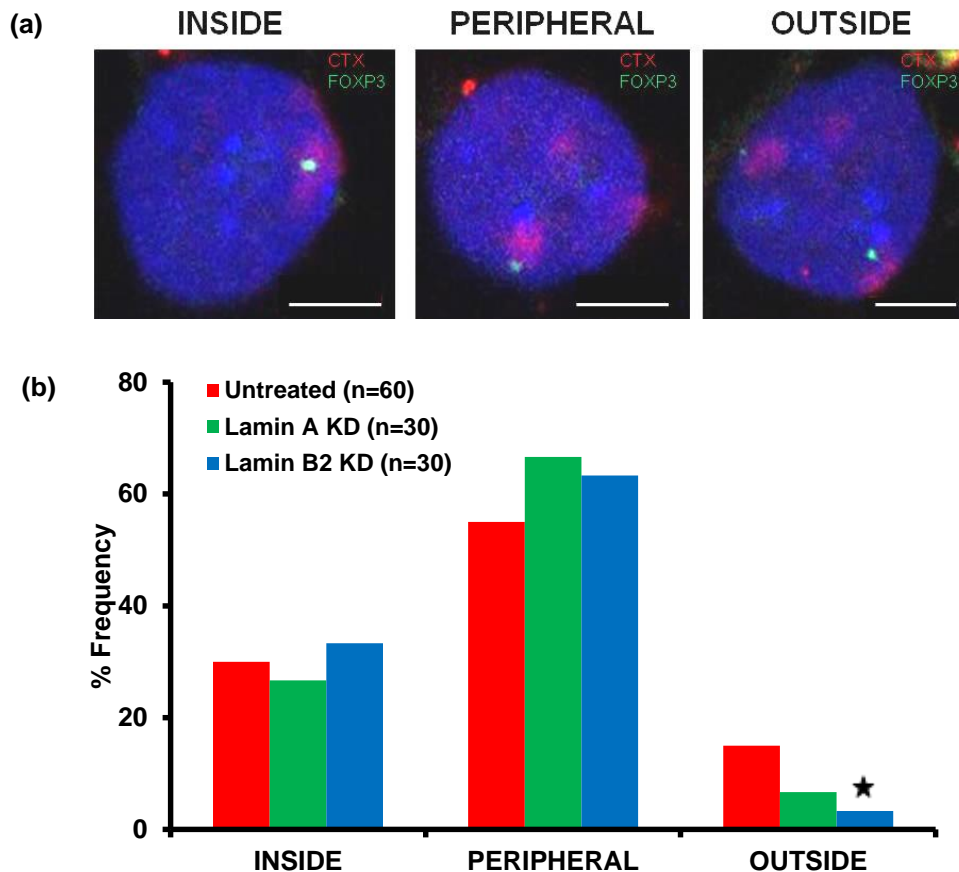 (a)
INSIDE PERIPHERAL OUTSIDE
CTX CTX CTX
FOXP3 FOXP3 FOXP3
(b)
80
60
40
20
0
% Frequency
Untreated (n=60)
Lamin A KD (n=30)
Lamin B2 KD (n=30)
INSIDE PERIPHERAL OUTSIDE